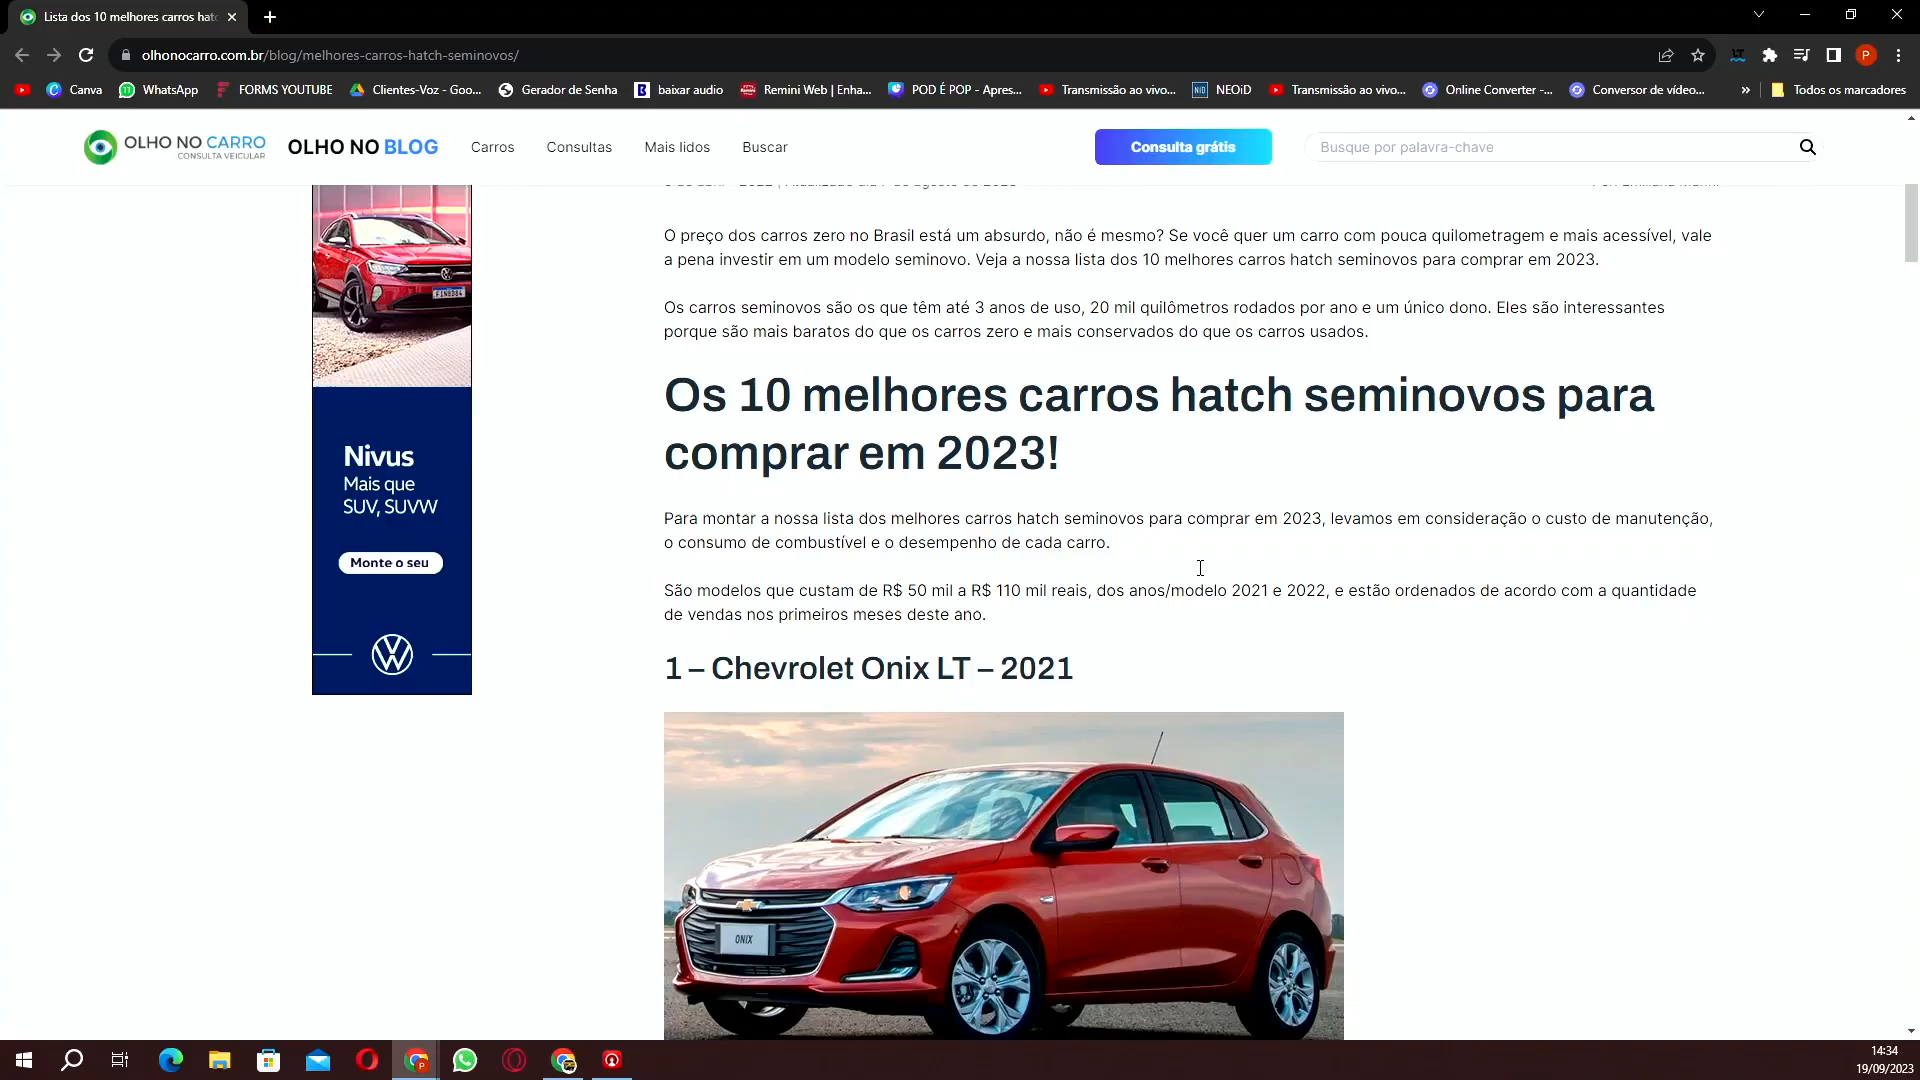 Lista dos 10 melhores carros hatc
olhonocarro.com.br/blog/melhores-carros-hatch-seminovos/
P
Canva
WhatsApp
FORMS YOUTUBE
Clientes-Voz - Goo...
Gerador de Senha
baixar audio
Remini Web | Enha...
POD É POP - Apres...
Transmissão ao vivo...
NEOiD
Transmissão ao vivo...
Online Converter -...
Conversor de vídeo...
»
Todos os marcadores
OLHO NO CARRO
CONSULTA VEICULAR
OLHO NO BLOG
Carros
Consultas
Mais lidos
Buscar
Consulta grátis
Busque por palavra-chave
O preço dos carros zero no Brasil está um absurdo, não é mesmo? Se você quer um carro com pouca quilometragem e mais acessível, vale
a pena investir em um modelo seminovo. Veja a nossa lista dos 10 melhores carros hatch seminovos para comprar em 2023.
Os carros seminovos são os que têm até 3 anos de uso, 20 mil quilômetros rodados por ano e um único dono. Eles são interessantes
porque são mais baratos do que os carros zero e mais conservados do que os carros usados.
Os 10 melhores carros hatch seminovos para
comprar em 2023!
Nivus
Mais que
SUV, SUVW
Monte o seu
Para montar a nossa lista dos melhores carros hatch seminovos para comprar em 2023, levamos em consideração o custo de manutenção,
o consumo de combustível e o desempenho de cada carro.
São modelos que custam de R$ 50 mil a R$ 110 mil reais, dos anos/modelo 2021 e 2022, e estão ordenados de acordo com a quantidade
de vendas nos primeiros meses deste ano.
1 – Chevrolet Onix LT – 2021
ONIX
14:34
19/09/2023